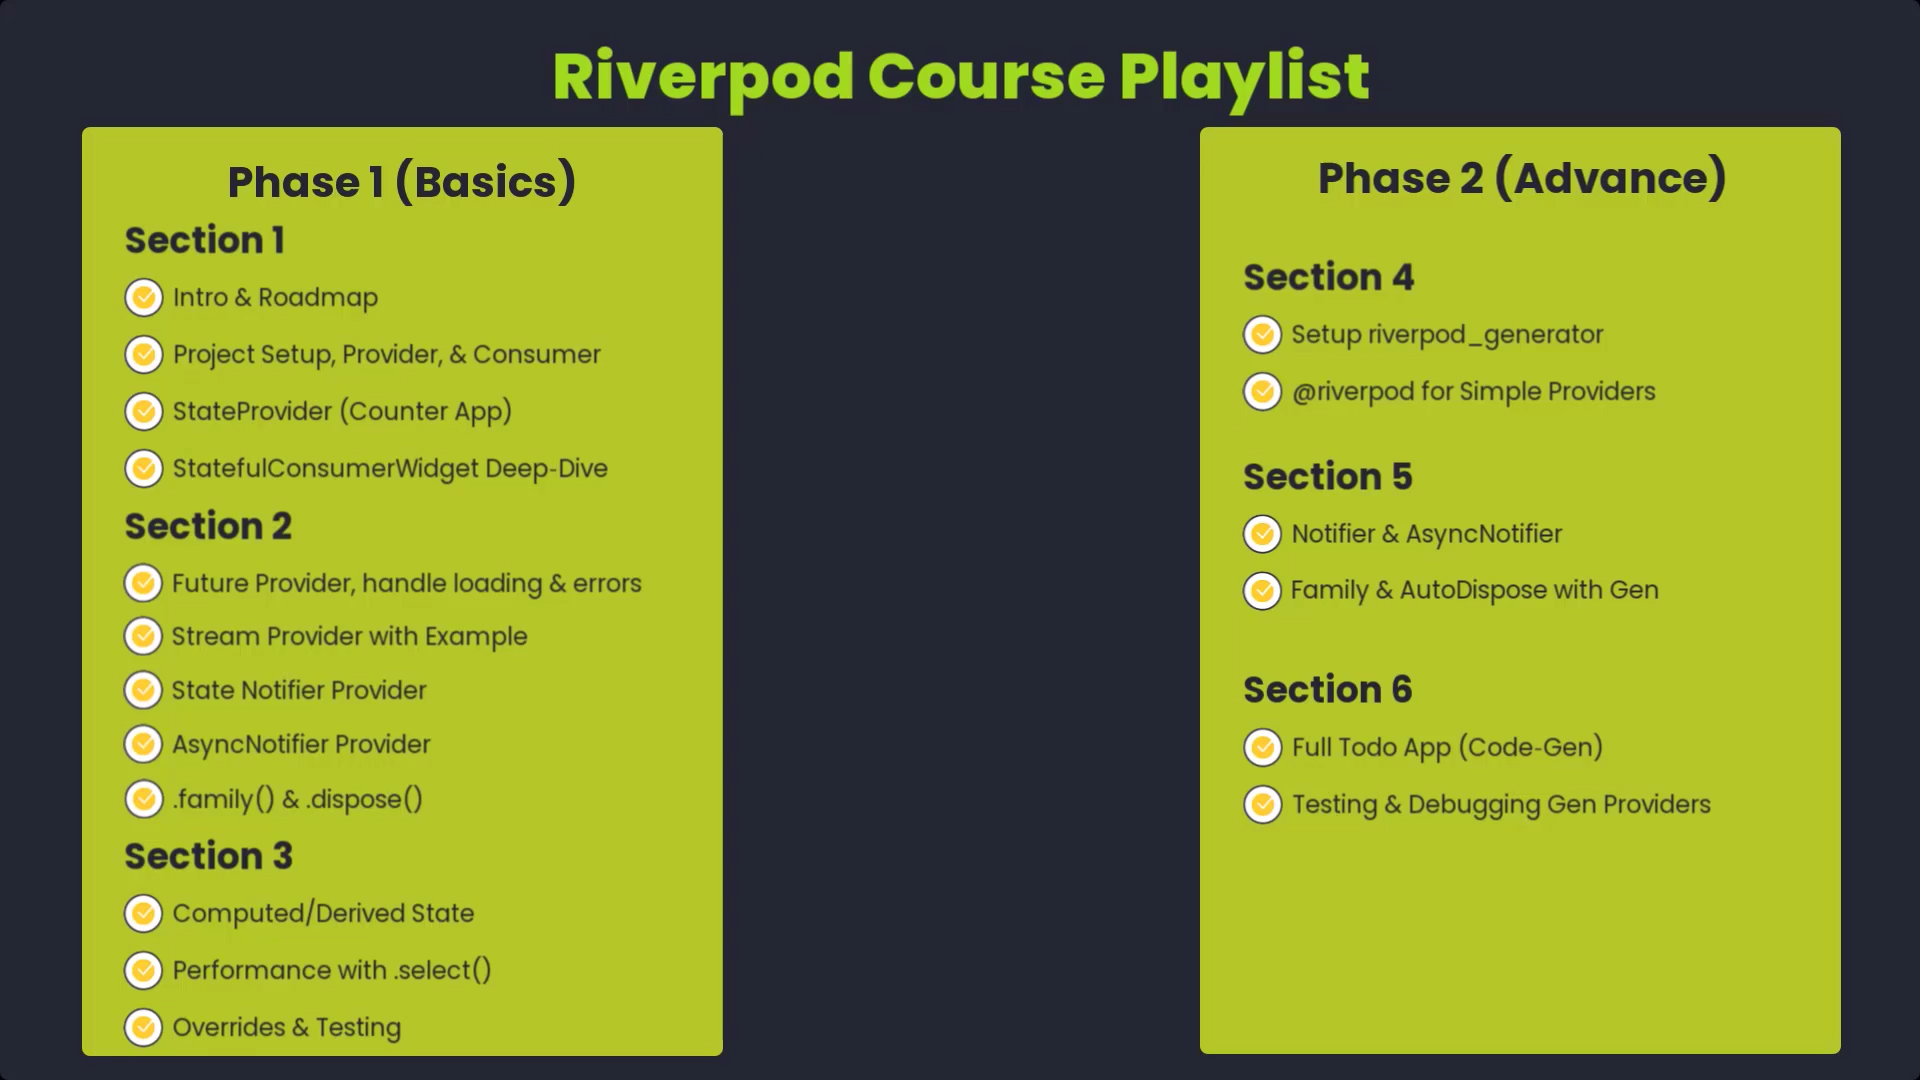 Riverpod Course Playlist
Phase 1 (Basics)
Section 1
Intro & Roadmap
Project Setup, Provider, & Consumer
StateProvider (Counter App)
StatefulConsumerWidget Deep-Dive
Section 2
Future Provider, handle loading & errors
Stream Provider with Example
State Notifier Provider
AsyncNotifier Provider
.family() & .dispose()
Section 3
Computed/Derived State
Performance with .select()
Overrides & Testing
Phase 2 (Advance)
Section 4
Setup riverpod_generator
@riverpod for Simple Providers
Section 5
Notifier & AsyncNotifier
Family & AutoDispose with Gen
Section 6
Full Todo App (Code-Gen)
Testing & Debugging Gen Providers